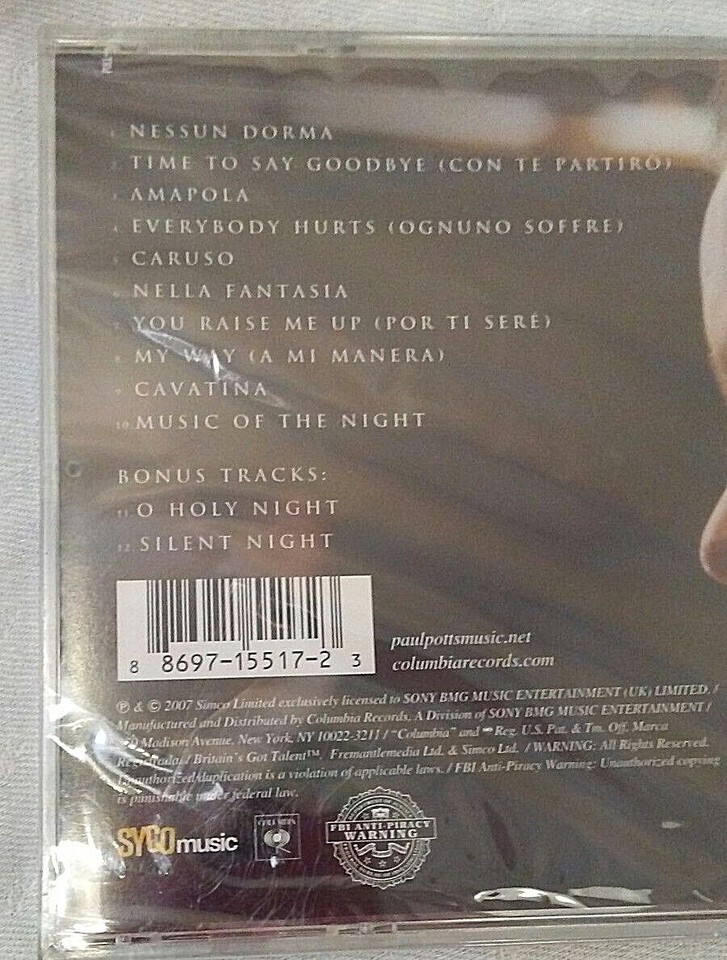 1 NESSUN DORMA
2 TIME TO SAY GOODBYE (CON TE PARTIRÒ)
3 AMAPOLA
4 EVERYBODY HURTS (OGNUNO SOFFRE)
5 CARUSO
6 NELLA FANTASIA
7 YOU RAISE ME UP (POR TI SERÉ)
8 MY WAY (A MI MANERA)
9 CAVATINA
10 MUSIC OF THE NIGHT
BONUS TRACKS:
11 O HOLY NIGHT
12 SILENT NIGHT
8 8697-15517-2 3
paulpottsmusic.net
columbiarecords.com
℗ & © 2007 Simco Limited exclusively licensed to SONY BMG MUSIC ENTERTAINMENT (UK) LIMITED. /
Manufactured and Distributed by Columbia Records, A Division of SONY BMG MUSIC ENTERTAINMENT /
Madison Avenue, New York, NY 10022-3211 / "Columbia" and Reg. U.S. Pat. & Tm. Off. Marca
Registrada. / Britain's Got Talent™, Fremantlemedia Ltd. & Simco Ltd. / WARNING: All Rights Reserved.
Unauthorized duplication is a violation of applicable laws. / FBI Anti-Piracy Warning: Unauthorized copying
is punishable under federal law.
SYCOmusic
COLUMBIA
FBI ANTI-PIRACY
WARNING